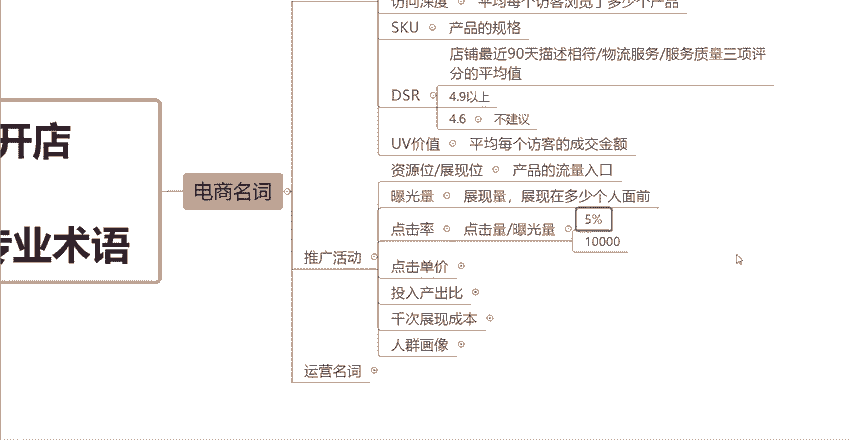 访问深度 平均每个访客浏览了多少个产品
SKU 产品的规格
店铺最近90天描述相符/物流服务/服务质量三项评
分的平均值
DSR
4.9以上
4.6 不建议
UV价值 平均每个访客的成交金额
开店
专业术语
电商名词
资源位/展现位 产品的流量入口
曝光量 展现量，展现在多少个人面前
点击率 点击量/曝光量
5%
10000
推广活动
点击单价
投入产出比
千次展现成本
人群画像
运营名词